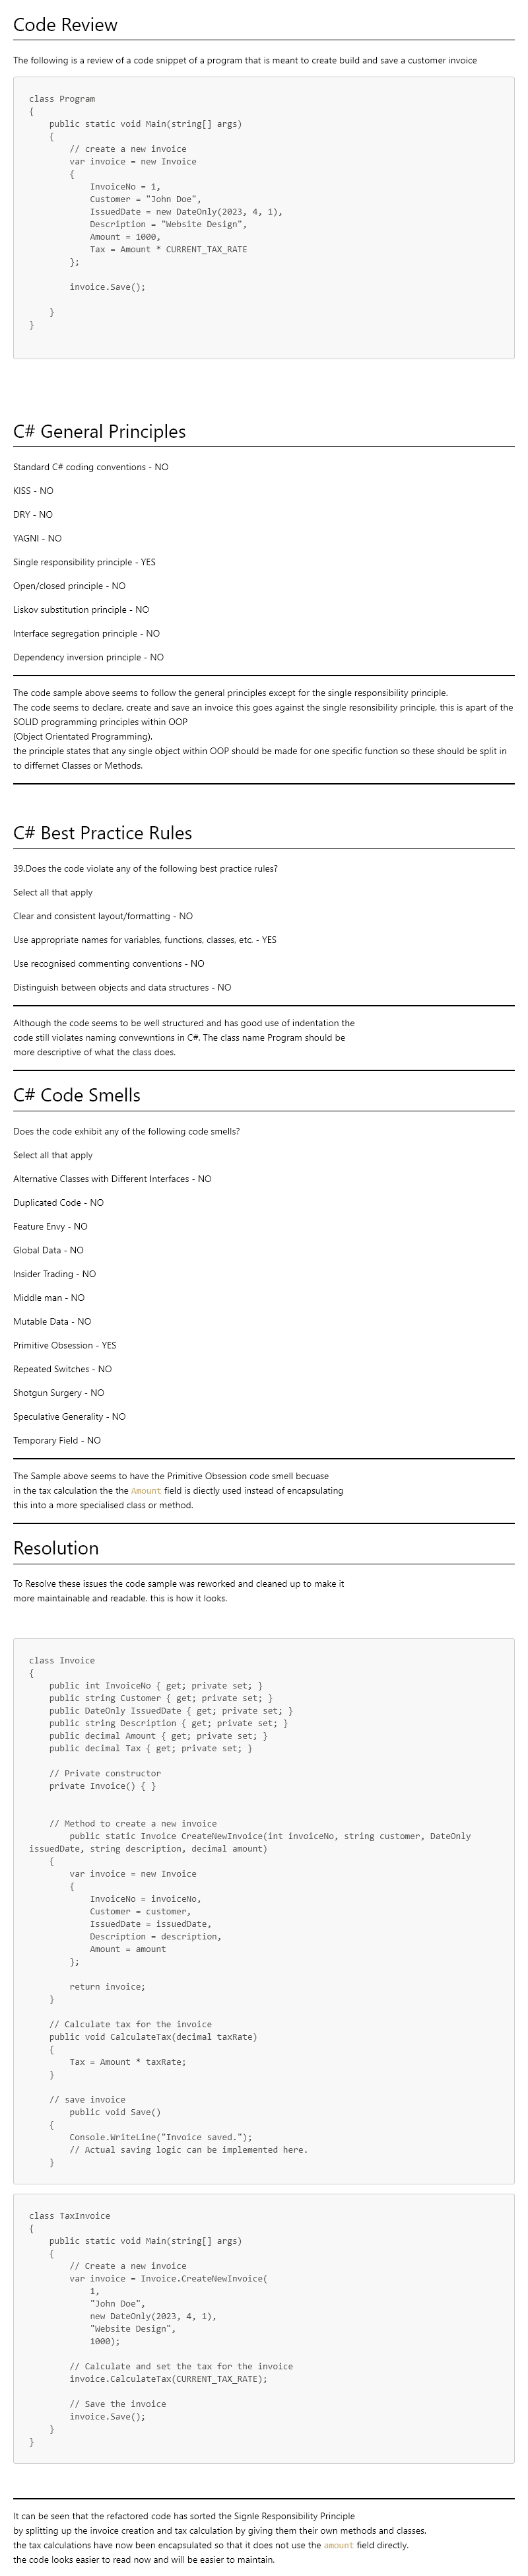 Code Review
The following is a review of a code snippet of a program that is meant to create build and save a customer invoice
class Program
{
    public static void Main(string[] args)
    {
        // create a new invoice
        var invoice = new Invoice
        {
            InvoiceNo = 1,
            Customer = "John Doe",
            IssuedDate = new DateOnly(2023, 4, 1),
            Description = "Website Design",
            Amount = 1000,
            Tax = Amount * CURRENT_TAX_RATE
        };
        invoice.Save();
    }
}
C# General Principles
Standard C# coding conventions - NO
KISS - NO
DRY - NO
YAGNI - NO
Single responsibility principle - YES
Open/closed principle - NO
Liskov substitution principle - NO
Interface segregation principle - NO
Dependency inversion principle - NO
The code sample above seems to follow the general principles except for the single responsibility principle.
The code seems to declare, create and save an invoice this goes against the single resonsibility principle, this is apart of the
SOLID programming principles within OOP
(Object Orientated Programming).
the principle states that any single object within OOP should be made for one specific function so these should be split in
to differnet Classes or Methods.
C# Best Practice Rules
39.Does the code violate any of the following best practice rules?
Select all that apply
Clear and consistent layout/formatting - NO
Use appropriate names for variables, functions, classes, etc. - YES
Use recognised commenting conventions - NO
Distinguish between objects and data structures - NO
Although the code seems to be well structured and has good use of indentation the
code still violates naming convewntions in C#. The class name Program should be
more descriptive of what the class does.
C# Code Smells
Does the code exhibit any of the following code smells?
Select all that apply
Alternative Classes with Different Interfaces - NO
Duplicated Code - NO
Feature Envy - NO
Global Data - NO
Insider Trading - NO
Middle man - NO
Mutable Data - NO
Primitive Obsession - YES
Repeated Switches - NO
Shotgun Surgery - NO
Speculative Generality - NO
Temporary Field - NO
The Sample above seems to have the Primitive Obsession code smell becuase
in the tax calculation the the Amount field is diectly used instead of encapsulating
this into a more specialised class or method.
Resolution
To Resolve these issues the code sample was reworked and cleaned up to make it
more maintainable and readable. this is how it looks.
class Invoice
{
    public int InvoiceNo { get; private set; }
    public string Customer { get; private set; }
    public DateOnly IssuedDate { get; private set; }
    public string Description { get; private set; }
    public decimal Amount { get; private set; }
    public decimal Tax { get; private set; }
    // Private constructor
    private Invoice() { }
    // Method to create a new invoice
        public static Invoice CreateNewInvoice(int invoiceNo, string customer, DateOnly
issuedDate, string description, decimal amount)
    {
        var invoice = new Invoice
        {
            InvoiceNo = invoiceNo,
            Customer = customer,
            IssuedDate = issuedDate,
            Description = description,
            Amount = amount
        };
        return invoice;
    }
    // Calculate tax for the invoice
    public void CalculateTax(decimal taxRate)
    {
        Tax = Amount * taxRate;
    }
    // save invoice
        public void Save()
    {
        Console.WriteLine("Invoice saved.");
        // Actual saving logic can be implemented here.
    }
class TaxInvoice
{
    public static void Main(string[] args)
    {
        // Create a new invoice
        var invoice = Invoice.CreateNewInvoice(
            1,
            "John Doe",
            new DateOnly(2023, 4, 1),
            "Website Design",
            1000);
        // Calculate and set the tax for the invoice
        invoice.CalculateTax(CURRENT_TAX_RATE);
        // Save the invoice
        invoice.Save();
    }
}
It can be seen that the refactored code has sorted the Signle Responsibility Principle
by splitting up the invoice creation and tax calculation by giving them their own methods and classes.
the tax calculations have now been encapsulated so that it does not use the amount field directly.
the code looks easier to read now and will be easier to maintain.